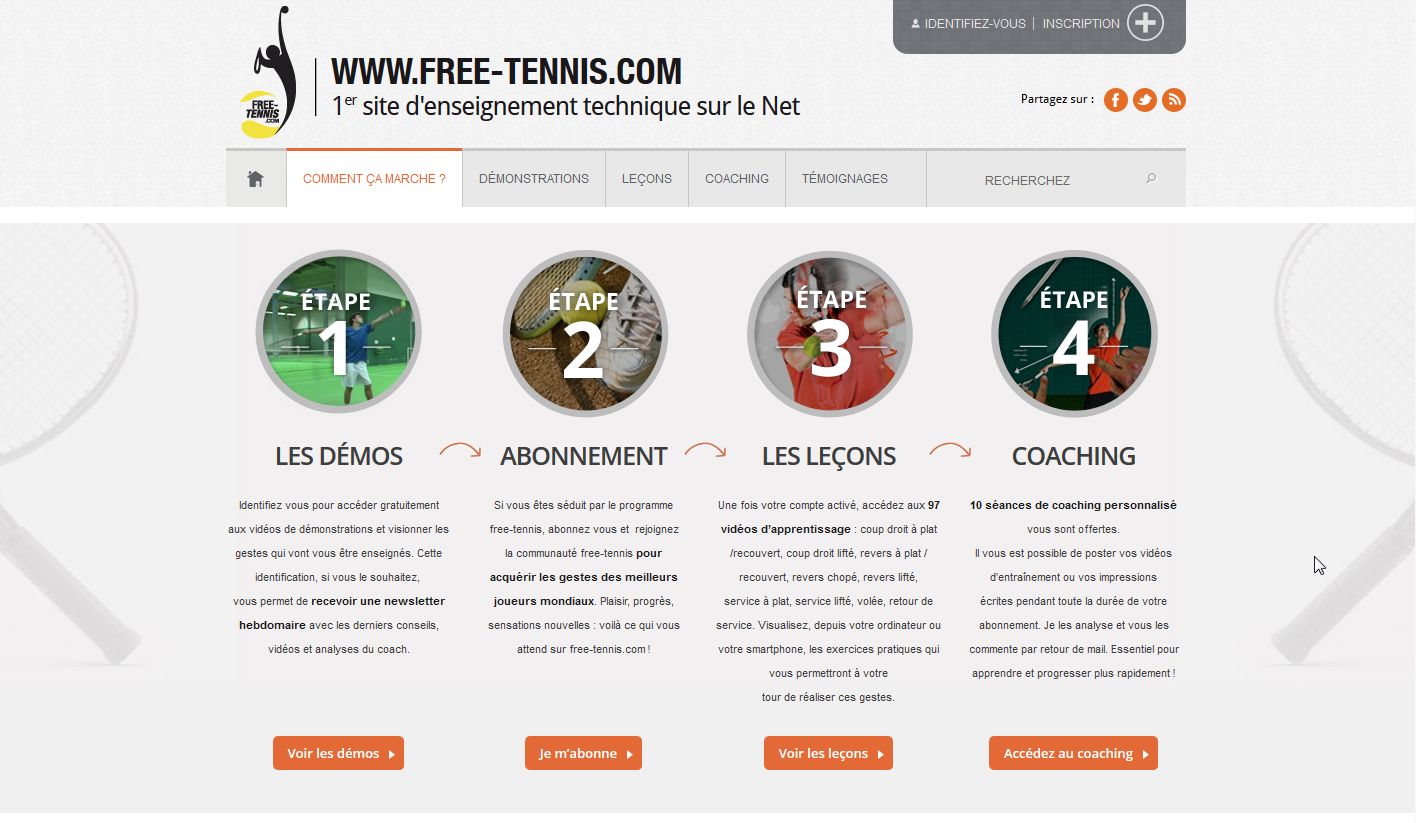 IDENTIFIEZ-VOUS | INSCRIPTION
FREE-
TENNIS
.COM
WWW.FREE-TENNIS.COM
1er site d'enseignement technique sur le Net
Partagez sur :
COMMENT ÇA MARCHE ?
DÉMONSTRATIONS
LEÇONS
COACHING
TÉMOIGNAGES
RECHERCHEZ
ÉTAPE
1
LES DÉMOS
Identifiez vous pour accéder gratuitement
aux vidéos de démonstrations et visionner les
gestes qui vont vous être enseignés. Cette
identification, si vous le souhaitez,
vous permet de recevoir une newsletter
hebdomaire avec les derniers conseils,
vidéos et analyses du coach.
Voir les démos
ÉTAPE
2
ABONNEMENT
Si vous êtes séduit par le programme
free-tennis, abonnez vous et rejoignez
la communauté free-tennis pour
acquérir les gestes des meilleurs
joueurs mondiaux. Plaisir, progrès,
sensations nouvelles : voilà ce qui vous
attend sur free-tennis.com !
Je m'abonne
ÉTAPE
3
LES LEÇONS
Une fois votre compte activé, accédez aux 97
vidéos d'apprentissage : coup droit à plat
/recouvert, coup droit lifté, revers à plat /
recouvert, revers chopé, revers lifté,
service à plat, service lifté, volée, retour de
service. Visualisez, depuis votre ordinateur ou
votre smartphone, les exercices pratiques qui
vous permettront à votre
tour de réaliser ces gestes.
Voir les leçons
ÉTAPE
4
COACHING
10 séances de coaching personnalisé
vous sont offertes.
Il vous est possible de poster vos vidéos
d'entraînement ou vos impressions
écrites pendant toute la durée de votre
abonnement. Je les analyse et vous les
commente par retour de mail. Essentiel pour
apprendre et progresser plus rapidement !
Accédez au coaching